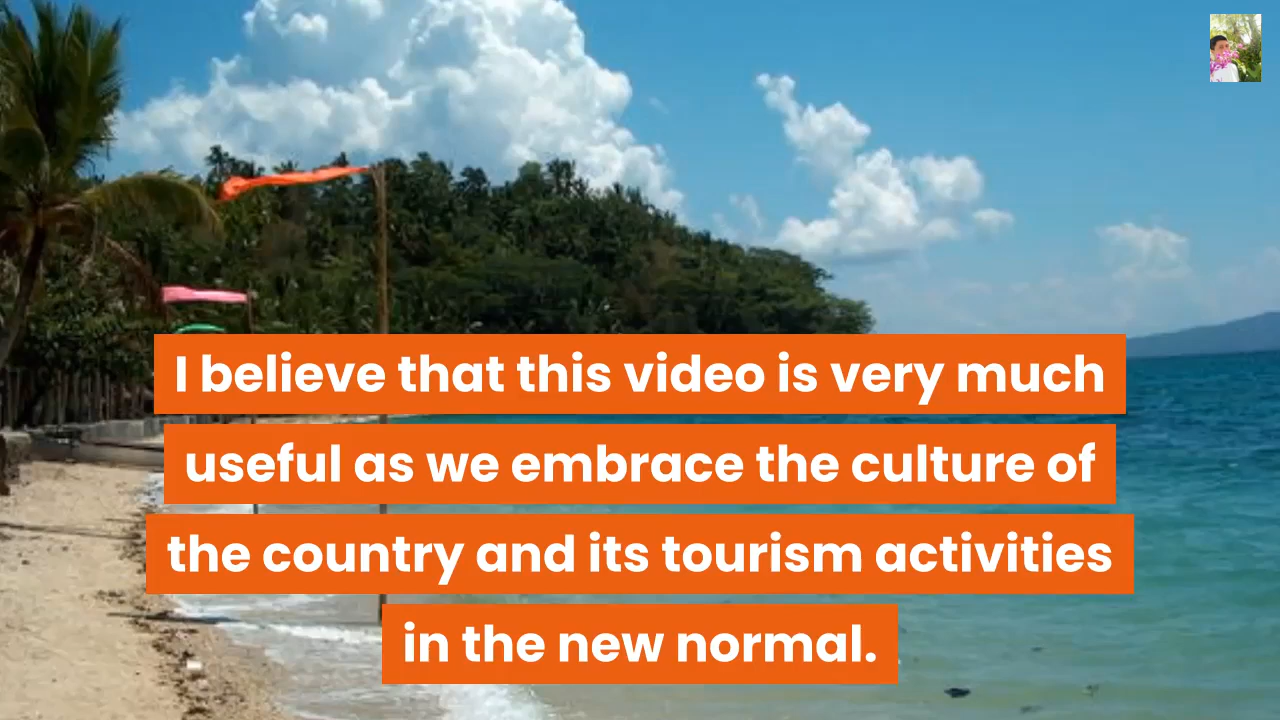 I believe that this video is very much
useful as we embrace the culture of
the country and its tourism activities
in the new normal.